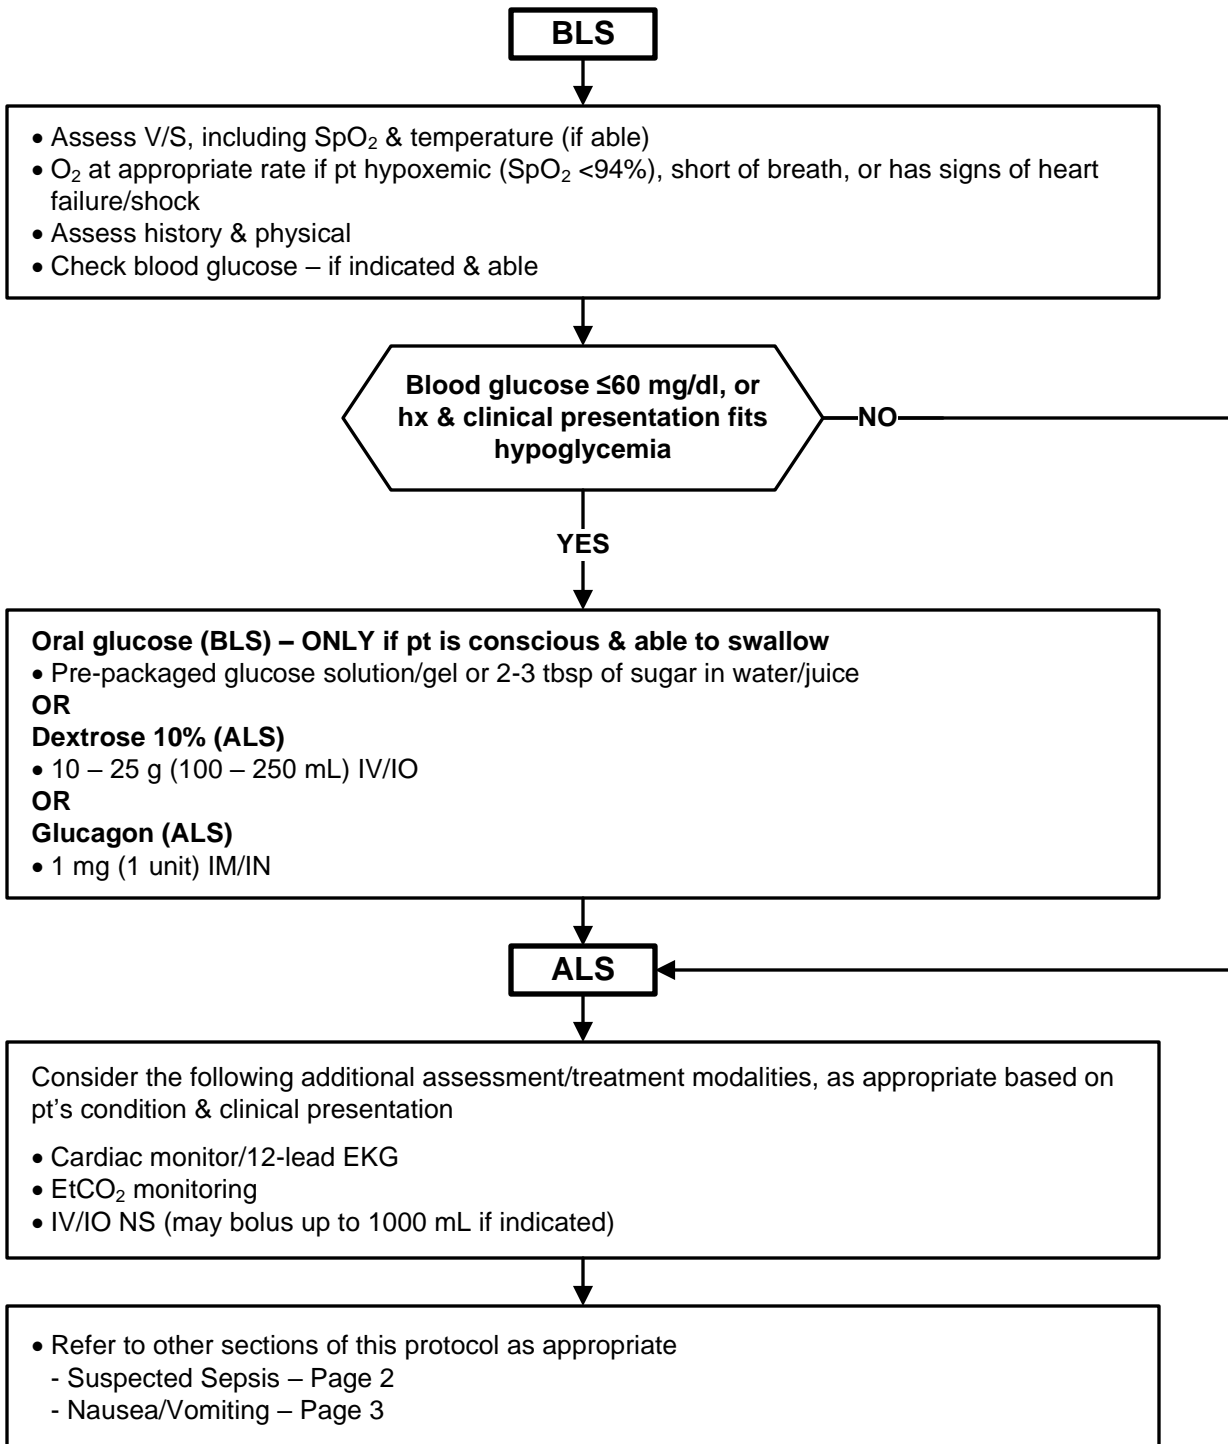 BLS
• Assess V/S, including SpO₂ & temperature (if able)
• O₂ at appropriate rate if pt hypoxemic (SpO₂ <94%), short of breath, or has signs of heart
failure/shock
• Assess history & physical
• Check blood glucose – if indicated & able
Blood glucose ≤60 mg/dl, or
hx & clinical presentation fits
hypoglycemia
NO
YES
Oral glucose (BLS) – ONLY if pt is conscious & able to swallow
• Pre-packaged glucose solution/gel or 2-3 tbsp of sugar in water/juice
OR
Dextrose 10% (ALS)
• 10 – 25 g (100 – 250 mL) IV/IO
OR
Glucagon (ALS)
• 1 mg (1 unit) IM/IN
ALS
Consider the following additional assessment/treatment modalities, as appropriate based on
pt’s condition & clinical presentation
• Cardiac monitor/12-lead EKG
• EtCO₂ monitoring
• IV/IO NS (may bolus up to 1000 mL if indicated)
• Refer to other sections of this protocol as appropriate
- Suspected Sepsis – Page 2
- Nausea/Vomiting – Page 3